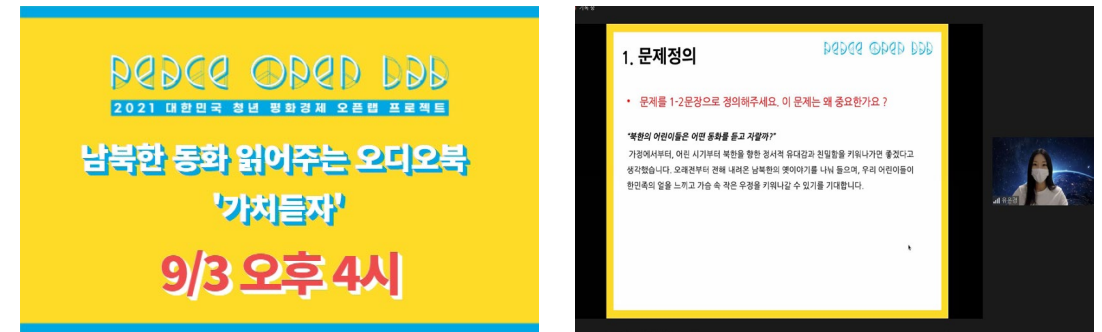 PEACE OPEN LAB
2021 대한민국 청년 평화경제 오픈랩 프로젝트
남북한 동화 읽어주는 오디오북
'가치듣자'
9/3 오후 4시
PEACE OPEN LAB
1. 문제정의
• 문제를 1-2문장으로 정의해주세요. 이 문제는 왜 중요한가요 ?
"북한의 어린이들은 어떤 동화를 듣고 자랄까?"
가정에서부터, 어린 시기부터 북한을 향한 정서적 유대감과 친밀함을 키워나가면 좋겠다고
생각했습니다. 오래전부터 전해 내려온 남북한의 옛이야기를 나눠 들으며, 우리 어린이들이
한민족의 얼을 느끼고 가슴 속 작은 우정을 키워나갈 수 있기를 기대합니다.